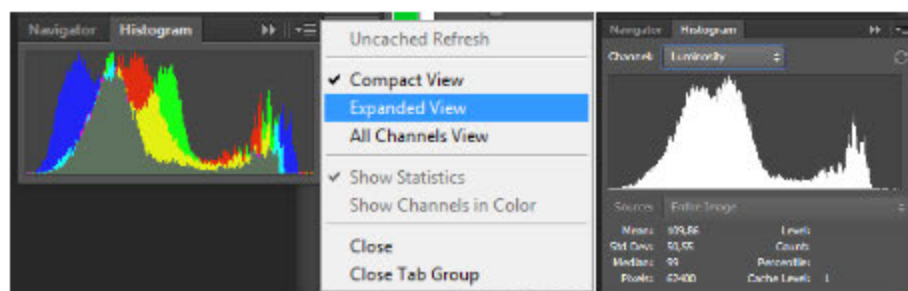 Navigator Histogram
Uncached Refresh
Compact View
Expanded View
All Channels View
Show Statistics
Show Channels in Color
Close
Close Tab Group
Navigator Histogram
Channel: Luminosity
Source: Entire Image
Mean: 109,86 Level:
Std Dev: 50,55 Count:
Median: 99 Percentile:
Pixels: 62400 Cache Level: 1